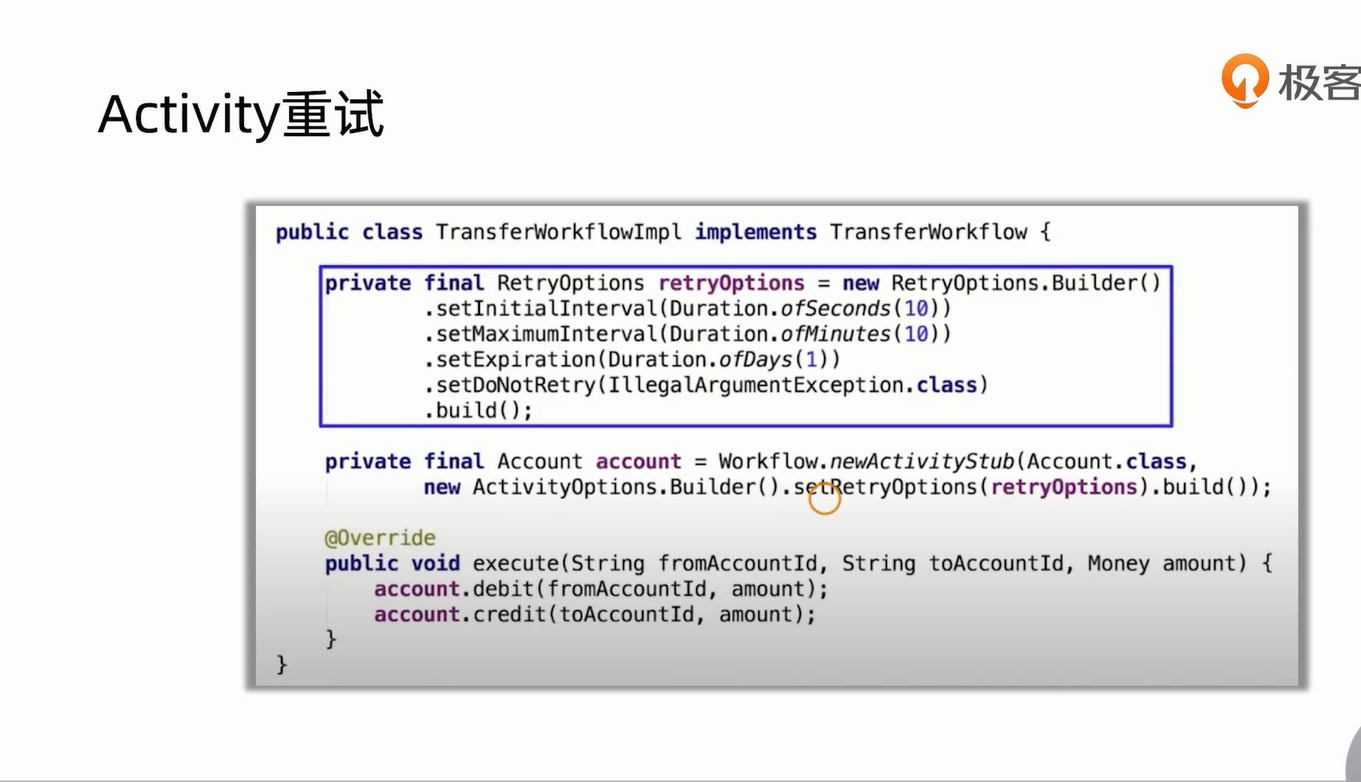 极客
Activity重试
public class TransferWorkflowImpl implements TransferWorkflow {
private final RetryOptions retryOptions = new RetryOptions.Builder()
.setInitialInterval(Duration.ofSeconds(10))
.setMaximumInterval(Duration.ofMinutes(10))
.setExpiration(Duration.ofDays(1))
.setDoNotRetry(IllegalArgumentException.class)
.build();
private final Account account = Workflow.newActivityStub(Account.class,
new ActivityOptions.Builder().setRetryOptions(retryOptions).build());
@Override
public void execute(String fromAccountId, String toAccountId, Money amount) {
account.debit(fromAccountId, amount);
account.credit(toAccountId, amount);
}
}